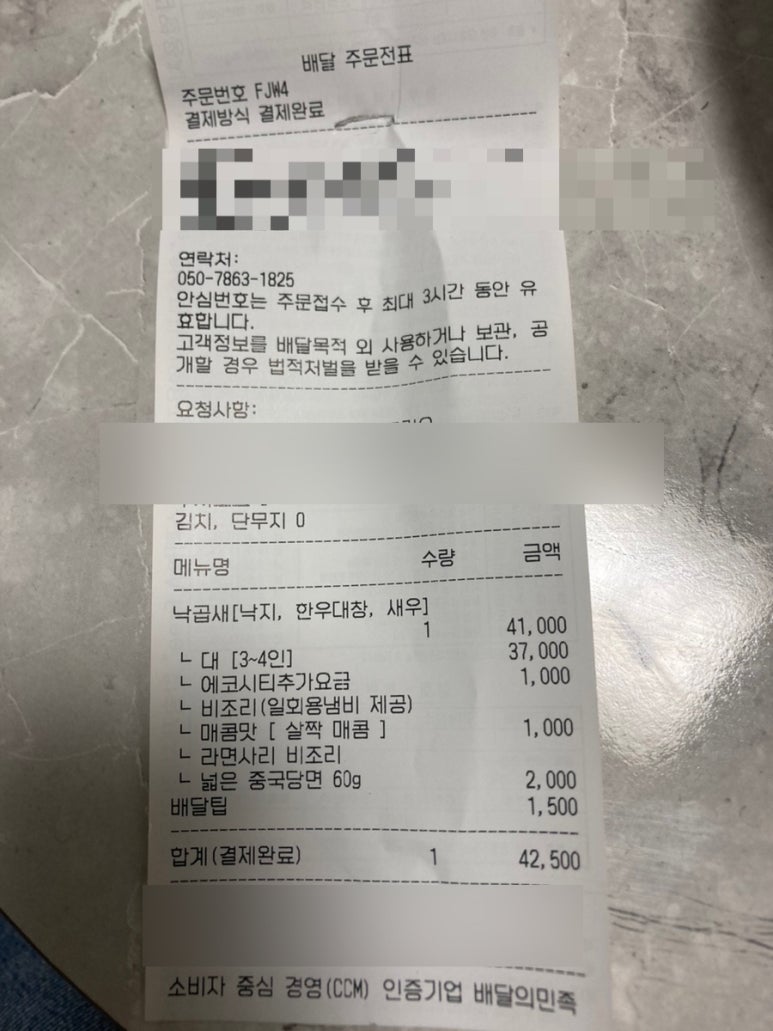 배달 주문전표
주문번호 FJW4
결제방식 결제완료
연락처:
050-7863-1825
안심번호는 주문접수 후 최대 3시간 동안 유
효합니다.
고객정보를 배달목적 외 사용하거나 보관, 공
개할 경우 법적처벌을 받을 수 있습니다.
요청사항:
김치, 단무지 0
메뉴명 수량 금액
낙곱새[낙지, 한우대창, 새우]
1 41,000
ㄴ 대 [3~4인] 37,000
ㄴ 에코시티추가요금 1,000
ㄴ 비조리(일회용냄비 제공)
ㄴ 매콤맛 [ 살짝 매콤 ] 1,000
ㄴ 라면사리 비조리
ㄴ 넓은 중국당면 60g 2,000
배달팁 1,500
합계(결제완료) 1 42,500
소비자 중심 경영(CCM) 인증기업 배달의민족